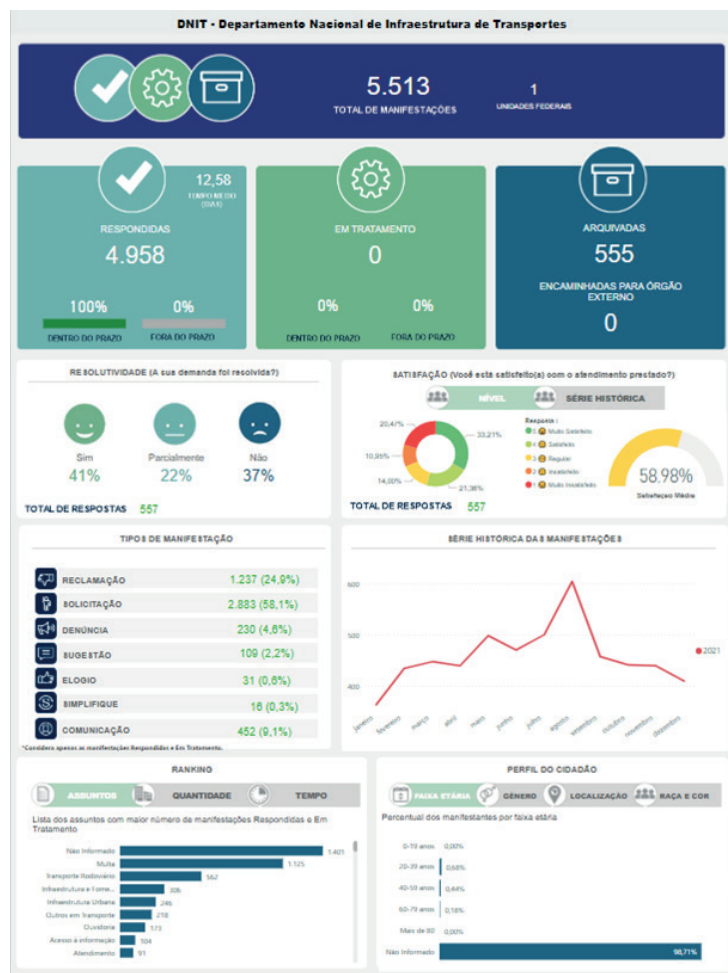 DNIT - Departamento Nacional de Infraestrutura de Transportes
5.513
TOTAL DE MANIFESTAÇÕES
1
UNIDADES FEDERAIS
12,58
TEMPO MÉDIO
(DIAS)
RESPONDIDAS
4.958
100%
0%
DENTRO DO PRAZO
FORA DO PRAZO
EM TRATAMENTO
0
0%
0%
DENTRO DO PRAZO
FORA DO PRAZO
ARQUIVADAS
555
ENCAMINHADAS PARA ÓRGÃO
EXTERNO
0
RESOLUTIVIDADE (A sua demanda foi resolvida?)
Sim
Parcialmente
Não
41%
22%
37%
TOTAL DE RESPOSTAS 557
SATISFAÇÃO (Você está satisfeito(a) com o atendimento prestado?)
NÍVEL
SÉRIE HISTÓRICA
20,47%
33,21%
10,95%
14,00%
21,36%
Resposta :
5 Muito Satisfeito
4 Satisfeito
3 Regular
2 Insatisfeito
1 Muito Insatisfeito
58.98%
Satisfação Média
TOTAL DE RESPOSTAS 557
TIPOS DE MANIFESTAÇÃO
RECLAMAÇÃO 1.237 (24,9%)
SOLICITAÇÃO 2.883 (58,1%)
DENÚNCIA 230 (4,6%)
SUGESTÃO 109 (2,2%)
ELOGIO 31 (0,6%)
SIMPLIFIQUE 16 (0,3%)
COMUNICAÇÃO 452 (9,1%)
*Considera apenas as manifestações Respondidas e Em Tratamento.
SÉRIE HISTÓRICA DAS MANIFESTAÇÕES
600
500
400
2021
janeiro
fevereiro
março
abril
maio
junho
julho
agosto
setembro
outubro
novembro
dezembro
RANKING
ASSUNTOS
QUANTIDADE
TEMPO
Lista dos assuntos com maior número de manifestações Respondidas e Em
Tratamento
Não Informado 1.401
Multa 1.125
Transporte Rodoviário 562
Infraestrutura e Fome... 306
Infraestrutura Urbana 246
Outros em Transporte 218
Ouvidoria 173
Acesso à informação 104
Atendimento 91
PERFIL DO CIDADÃO
FAIXA ETÁRIA
GÊNERO
LOCALIZAÇÃO
RAÇA E COR
Percentual dos manifestantes por faixa etária
0-19 anos 0,00%
20-39 anos 0,68%
40-59 anos 0,44%
60-79 anos 0,18%
Mais de 80 0,00%
Não Informado 98,71%